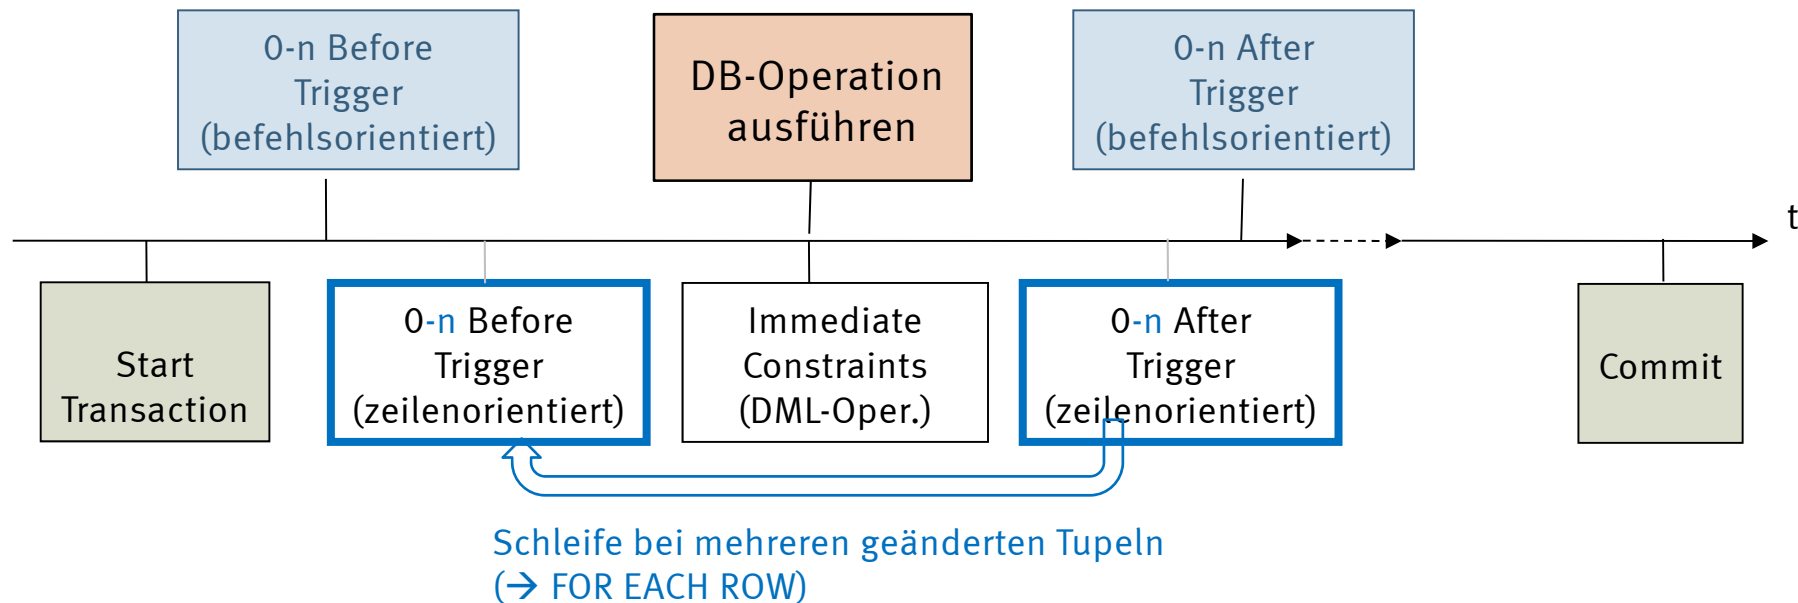 0-n Before
Trigger
(befehlsorientiert)
DB-Operation
ausführen
0-n After
Trigger
(befehlsorientiert)
t
Start
Transaction
0-n Before
Trigger
(zeilenorientiert)
Immediate
Constraints
(DML-Oper.)
0-n After
Trigger
(zeilenorientiert)
Commit
Schleife bei mehreren geänderten Tupeln
(→ FOR EACH ROW)